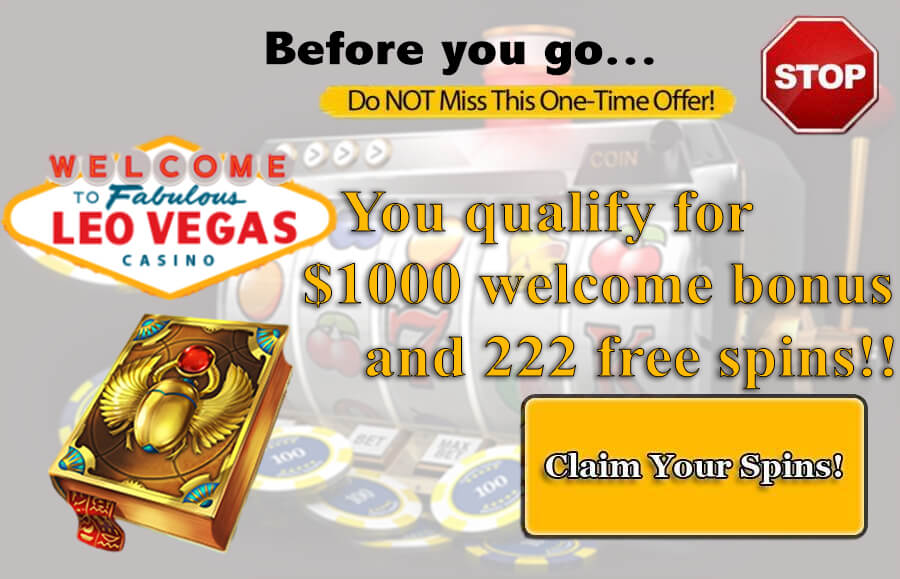 Before you go...
Do NOT Miss This One-Time Offer!
STOP
WELCOME
TO Fabulous
LEO VEGAS
CASINO
COIN
You qualify for
$1000 welcome bonus
and 222 free spins!!
BET
MAX
BET
100
100
100
Claim Your Spins!